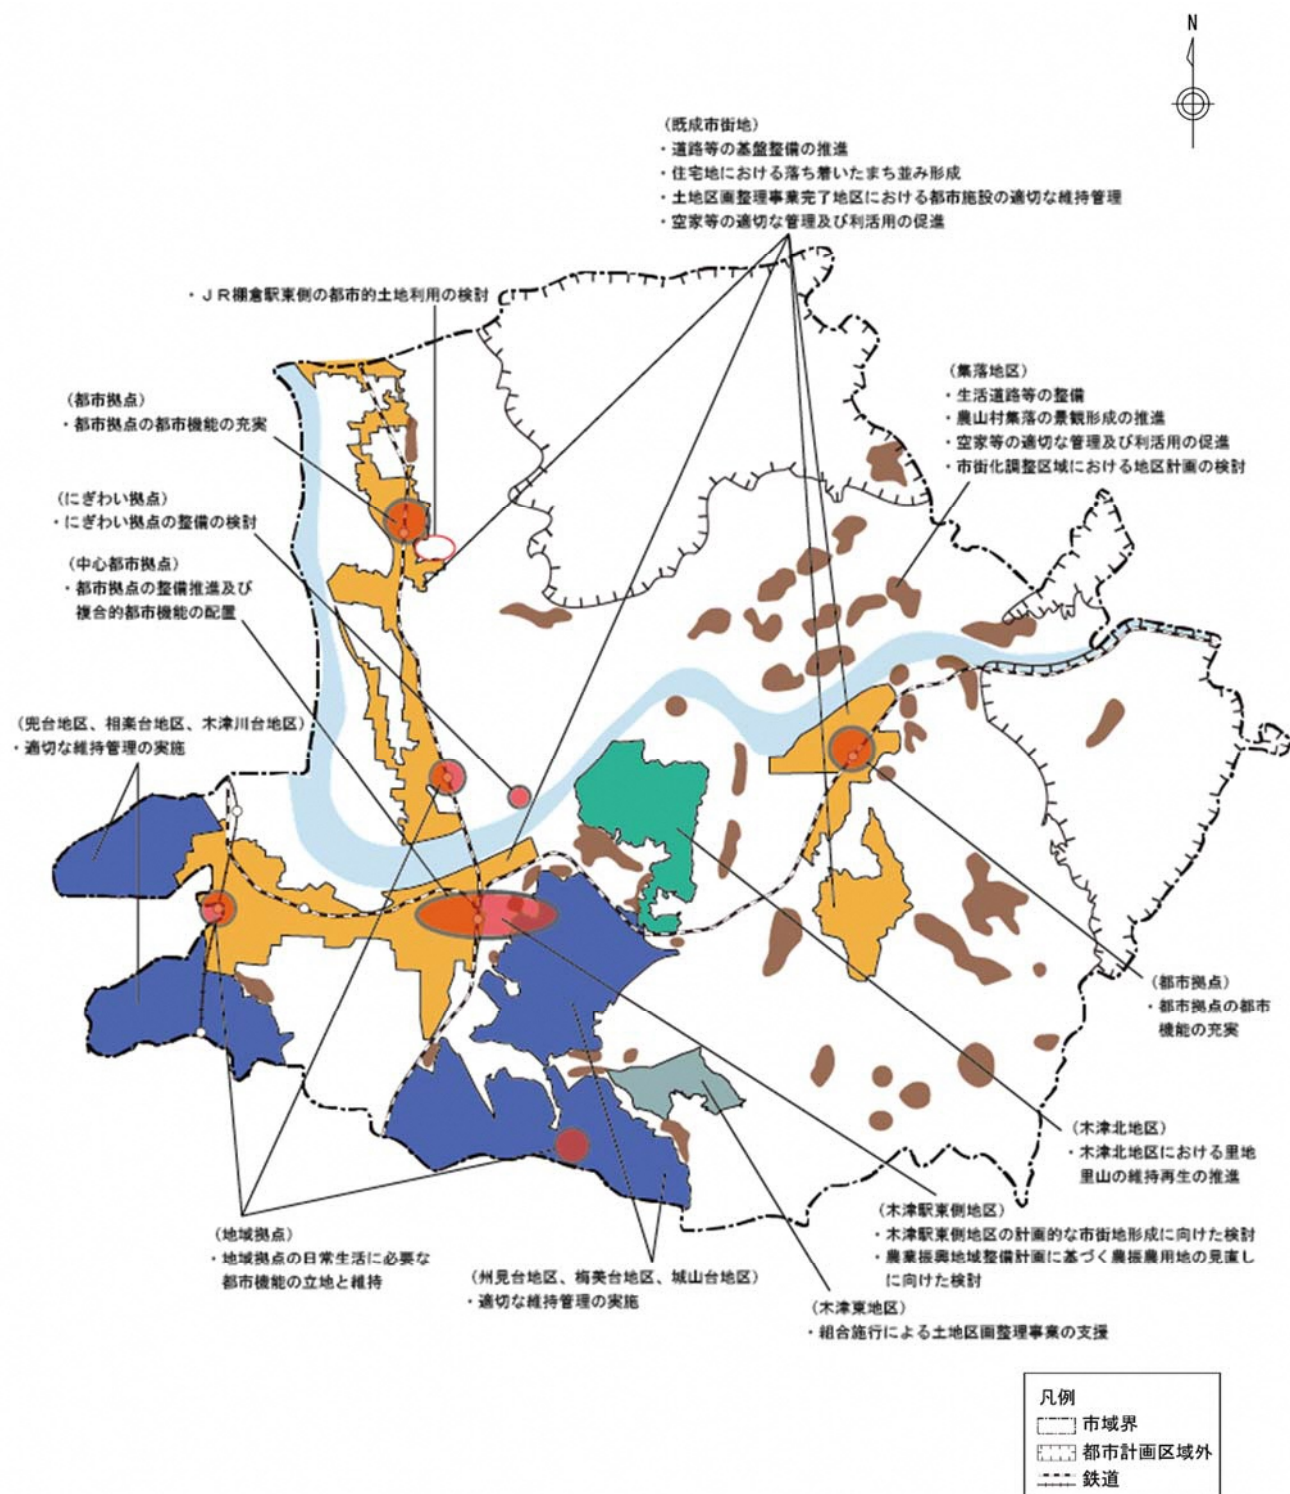 N
(既成市街地)
・道路等の基盤整備の推進
・住宅地における落ち着いたまち並み形成
・土地区画整理事業完了地区における都市施設の適切な維持管理
・空家等の適切な管理及び利活用の促進
・JR棚倉駅東側の都市的土地利用の検討
(集落地区)
・生活道路等の整備
・農山村集落の景観形成の推進
・空家等の適切な管理及び利活用の促進
・市街化調整区域における地区計画の検討
(都市拠点)
・都市拠点の都市機能の充実
(にぎわい拠点)
・にぎわい拠点の整備の検討
(中心都市拠点)
・都市拠点の整備推進及び
複合的都市機能の配置
(兜台地区、相楽台地区、木津川台地区)
・適切な維持管理の実施
(都市拠点)
・都市拠点の都市
機能の充実
(木津北地区)
・木津北地区における里地
里山の維持再生の推進
(木津駅東側地区)
・木津駅東側地区の計画的な市街地形成に向けた検討
・農業振興地域整備計画に基づく農振農用地の見直し
に向けた検討
(地域拠点)
・地域拠点の日常生活に必要な
都市機能の立地と維持
(州見台地区、梅美台地区、城山台地区)
・適切な維持管理の実施
(木津東地区)
・組合施行による土地区画整理事業の支援
凡例
市域界
都市計画区域外
鉄道